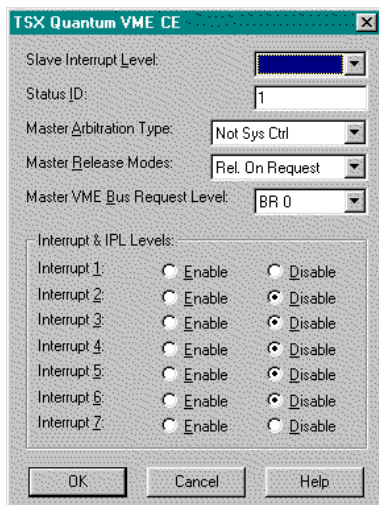 TSX Quantum VME CE
Slave Interrupt Level:
Status ID: 1
Master Arbitration Type: Not Sys Ctrl
Master Release Modes: Rel. On Request
Master VME Bus Request Level: BR 0
Interrupt & IPL Levels:
Interrupt 1: Enable Disable
Interrupt 2: Enable Disable
Interrupt 3: Enable Disable
Interrupt 4: Enable Disable
Interrupt 5: Enable Disable
Interrupt 6: Enable Disable
Interrupt 7: Enable Disable
OK Cancel Help